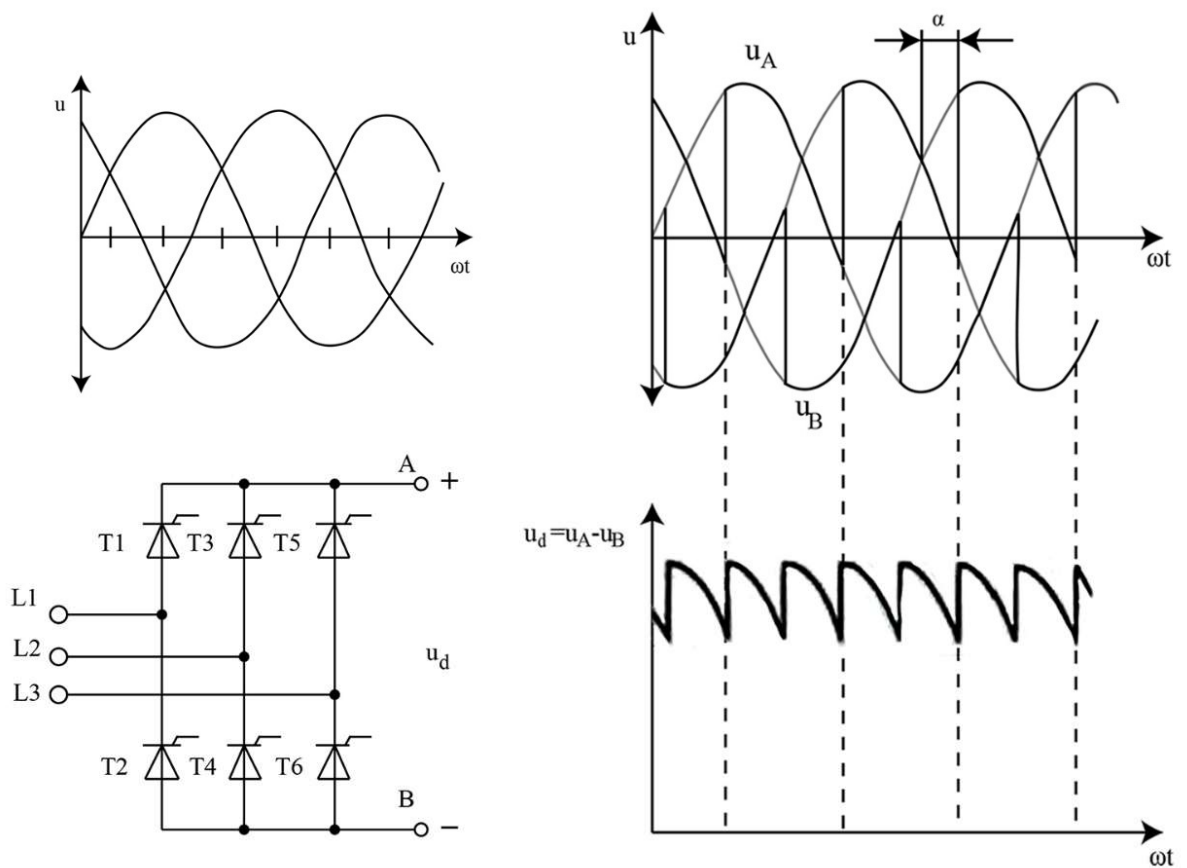 u
ωt
u
α
u_A
u_B
ωt
A +
T1 T3 T5
L1
L2
L3
u_d
T2 T4 T6
B −
u_d=u_A-u_B
ωt